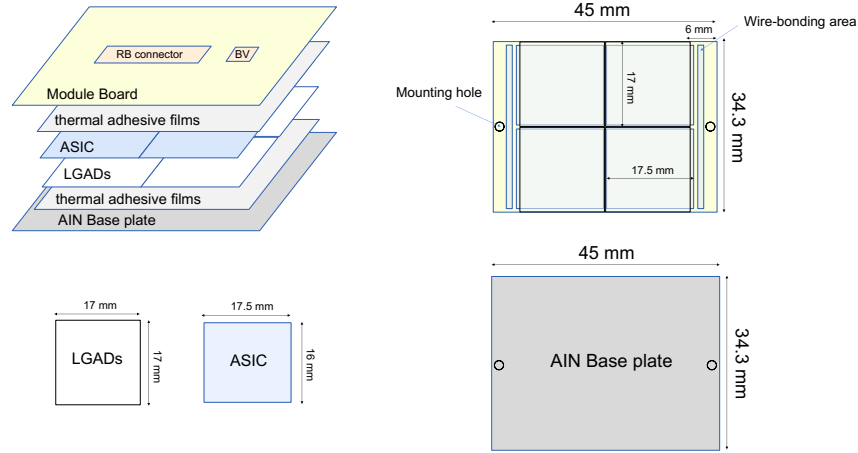 RB connector
BV
Module Board
thermal adhesive films
ASIC
LGADs
thermal adhesive films
AIN Base plate
45 mm
6 mm
Wire-bonding area
Mounting hole
17 mm
34.3 mm
17.5 mm
17 mm
LGADs
17 mm
17.5 mm
ASIC
16 mm
45 mm
AIN Base plate
34.3 mm